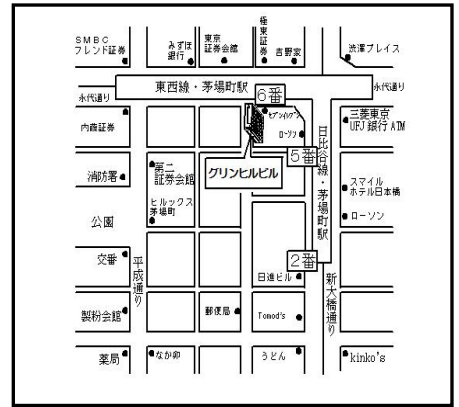 SMBC
フレンド証券
みずほ
銀行
東京
証券会館
極東証券
吉野家
渋澤プレイス
東西線・茅場町駅
永代通り
永代通り
6番
セブンイレブン
ローソン
内藤証券
三菱東京
UFJ銀行ATM
日比谷線・茅場町駅
5番
消防署
第二
証券会館
グリンヒルビル
スマイル
ホテル日本橋
ヒルックス
茅場町
ローソン
公園
交番
平成通り
2番
日進ビル
新大橋通り
製粉会館
郵便局
Tomod's
薬局
なか卯
うどん
kinko's